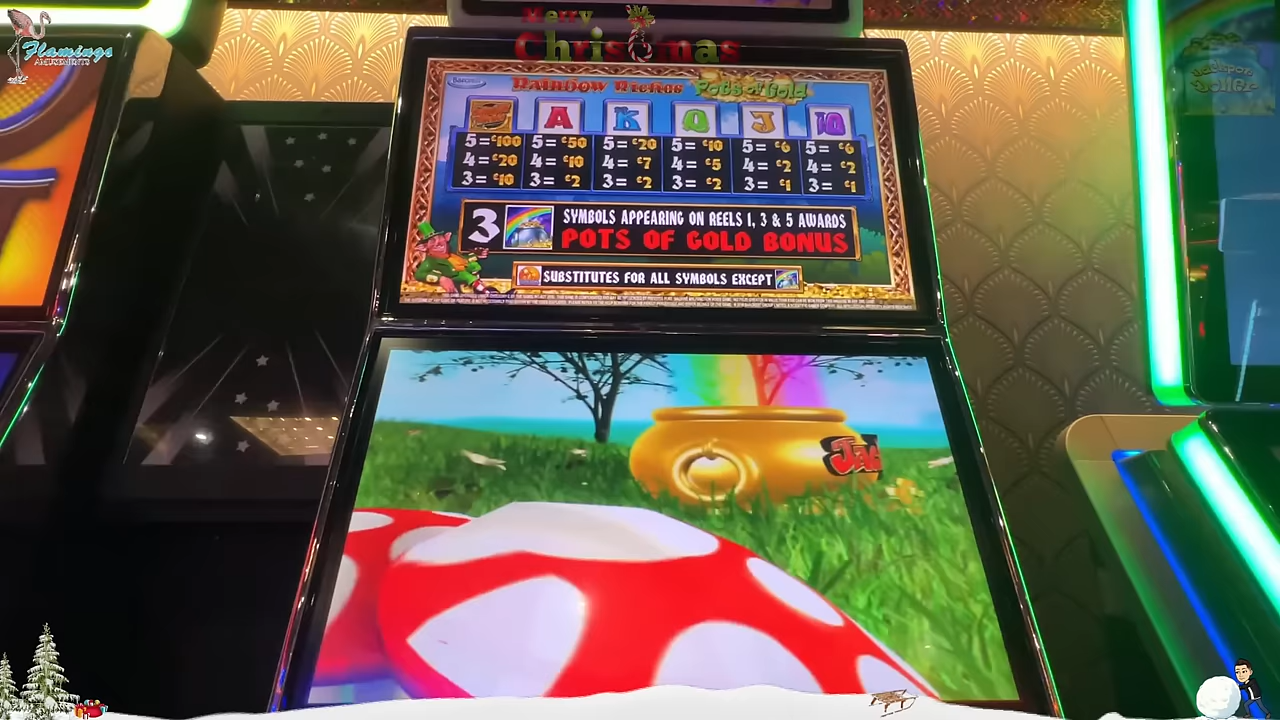 Merry
Christmas
Flamingo
AMUSEMENTS
Barcrest
Rainbow Riches Pots of Gold
A K Q J 10
5=€100 5=€50 5=€20 5=€10 5=€6 5=€6
4=€20 4=€10 4=€7 4=€5 4=€2 4=€2
3=€10 3=€2 3=€2 3=€2 3=€1 3=€1
3 SYMBOLS APPEARING ON REELS 1, 3 & 5 AWARDS
POTS OF GOLD BONUS
SUBSTITUTES FOR ALL SYMBOLS EXCEPT
Jac